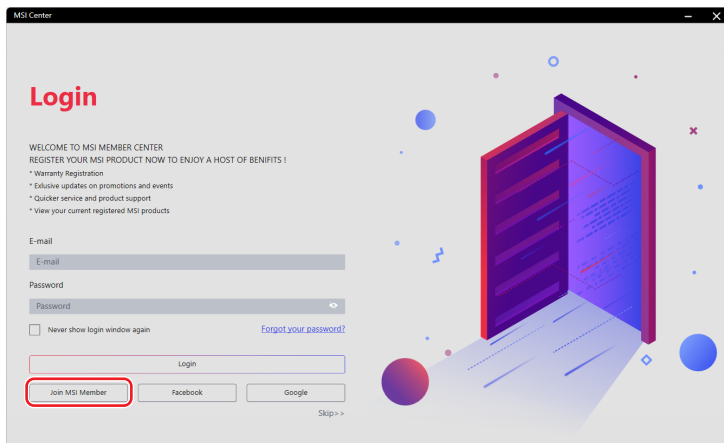 MSI Center
Login
WELCOME TO MSI MEMBER CENTER
REGISTER YOUR MSI PRODUCT NOW TO ENJOY A HOST OF BENIFITS !
* Warranty Registration
* Exlusive updates on promotions and events
* Quicker service and product support
* View your current registered MSI products
E-mail
E-mail
Password
Password
Never show login window again Forgot your password?
Login
Join MSI Member Facebook Google
Skip>>